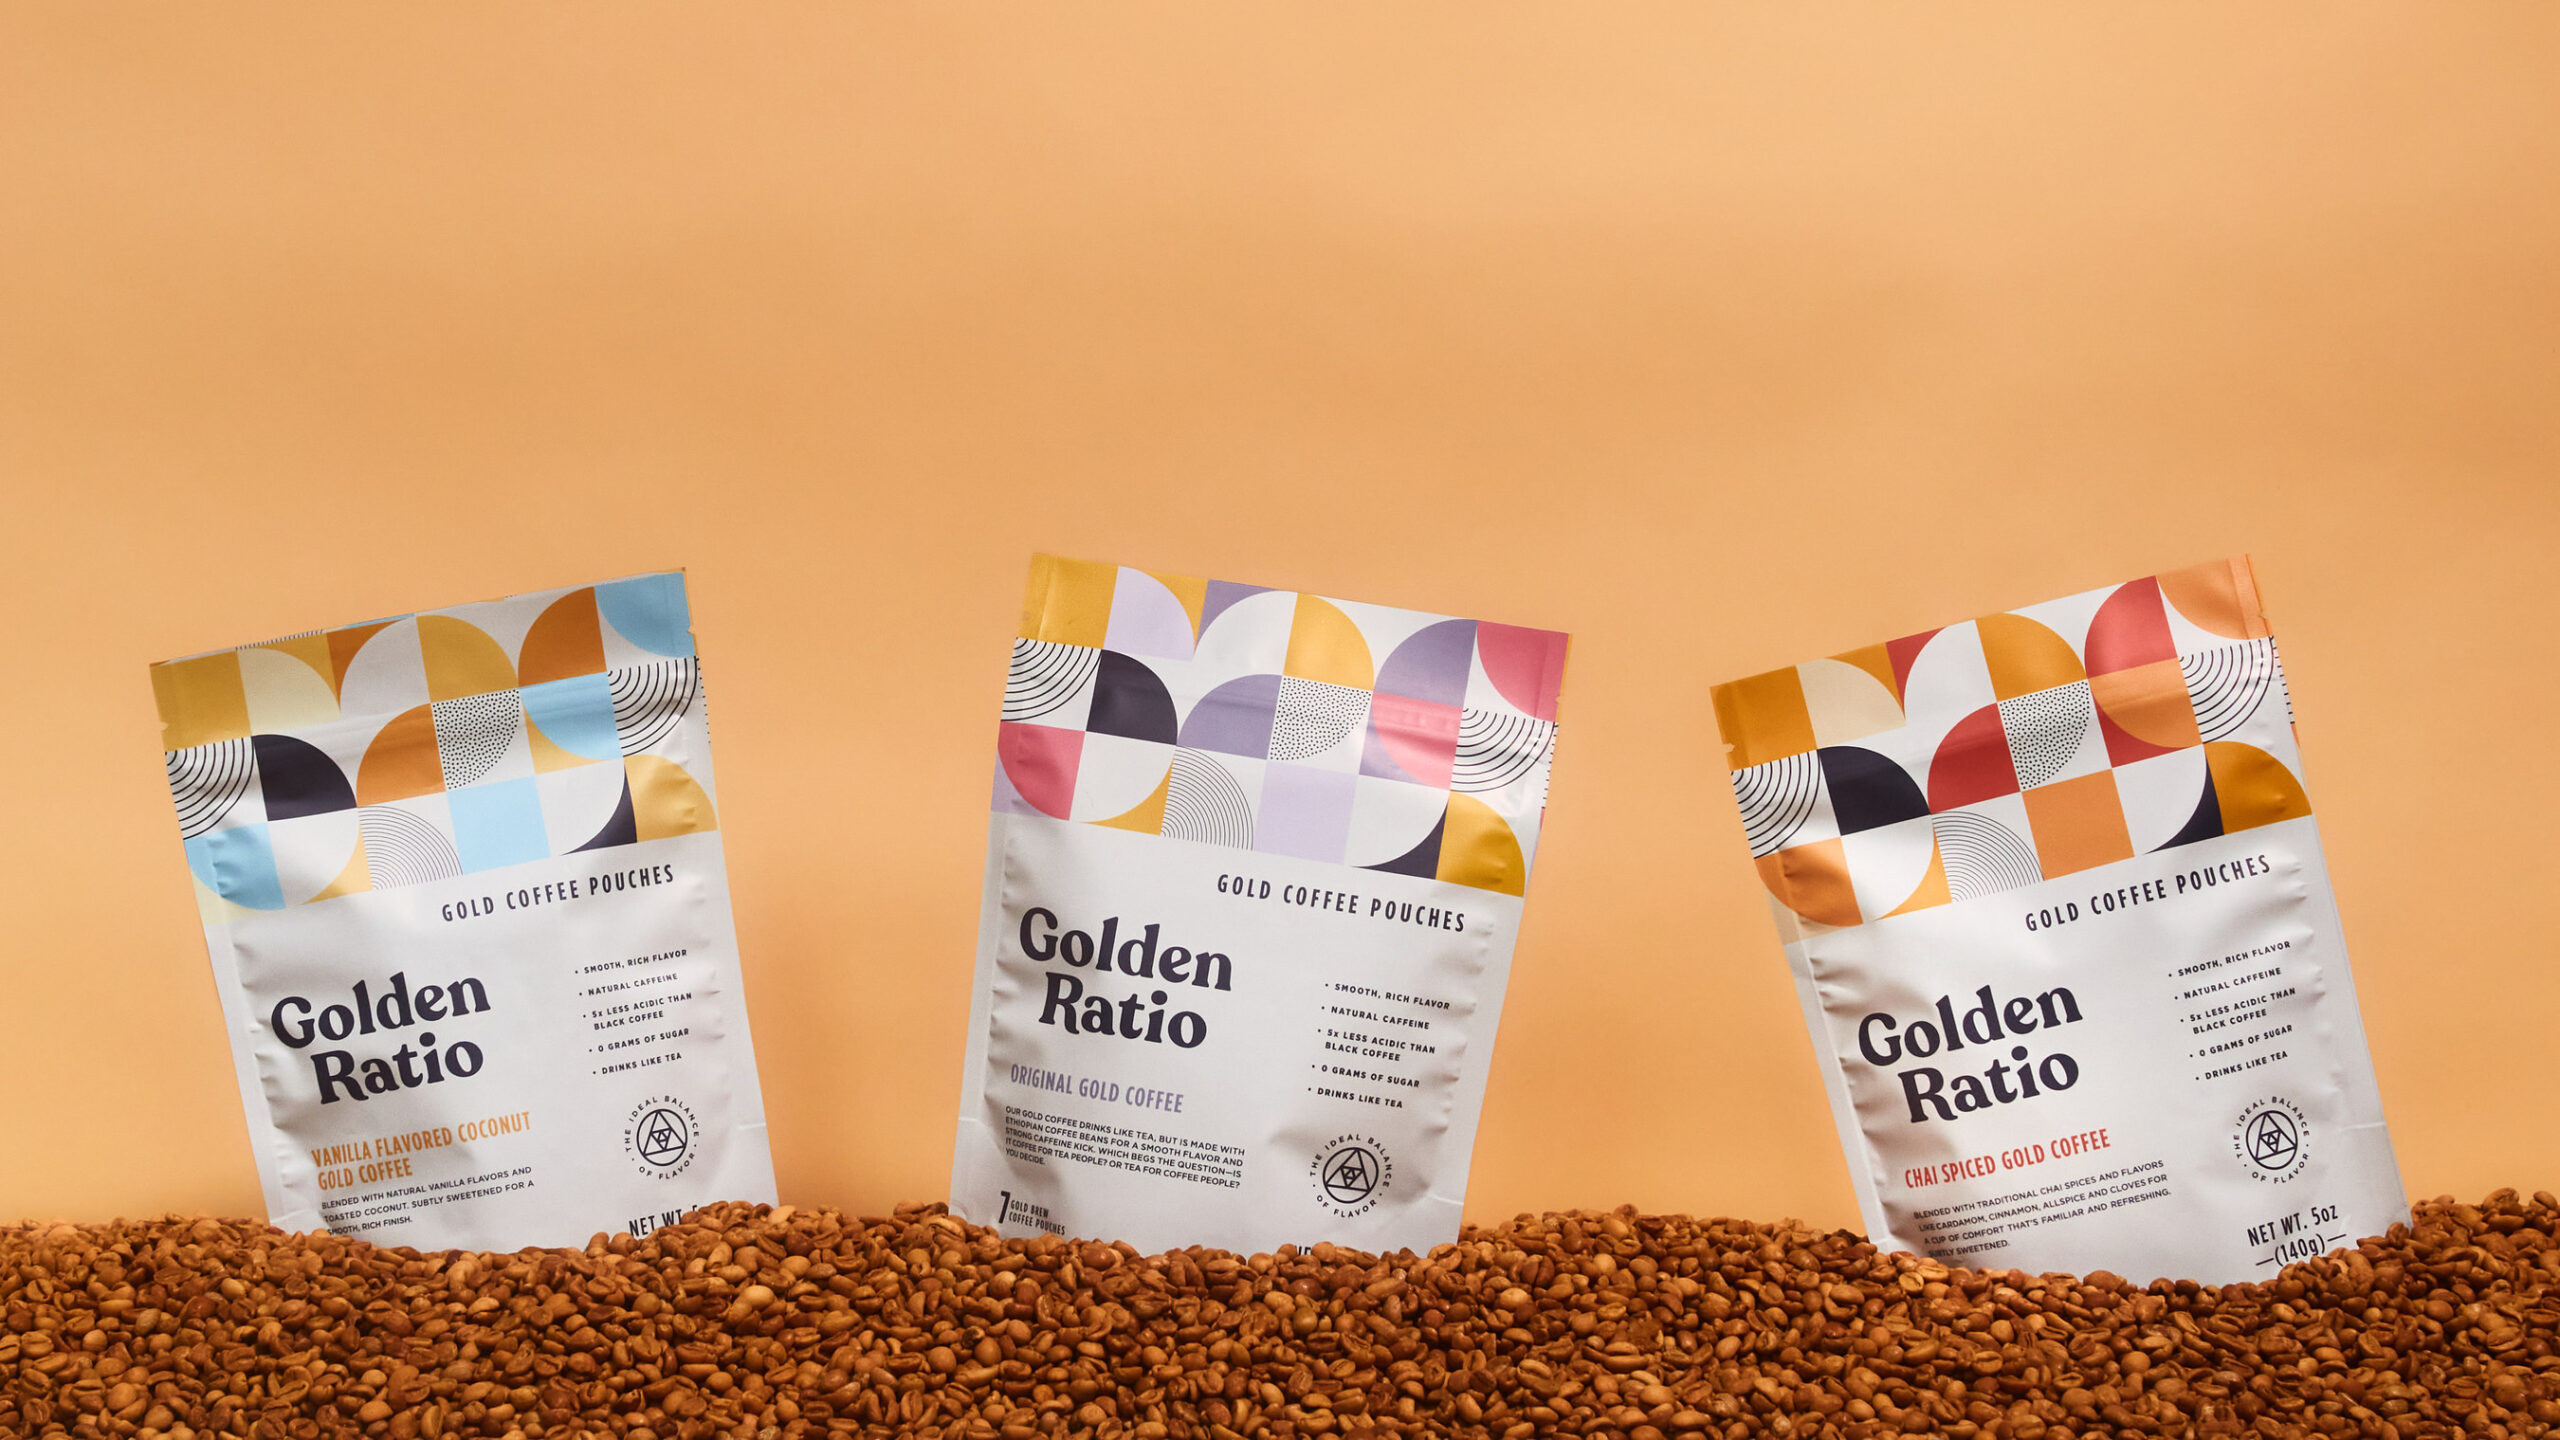 GOLD COFFEE POUCHES
Golden
Ratio
• SMOOTH, RICH FLAVOR
• NATURAL CAFFEINE
• 5x LESS ACIDIC THAN
BLACK COFFEE
• 0 GRAMS OF SUGAR
• DRINKS LIKE TEA
VANILLA FLAVORED COCONUT
GOLD COFFEE
BLENDED WITH NATURAL VANILLA FLAVORS AND
TOASTED COCONUT. SUBTLY SWEETENED FOR A
SMOOTH, RICH FINISH.
• THE IDEAL BALANCE •
OF FLAVOR
NET WT.
GOLD COFFEE POUCHES
Golden
Ratio
• SMOOTH, RICH FLAVOR
• NATURAL CAFFEINE
• 5x LESS ACIDIC THAN
BLACK COFFEE
• 0 GRAMS OF SUGAR
• DRINKS LIKE TEA
ORIGINAL GOLD COFFEE
OUR GOLD COFFEE DRINKS LIKE TEA, BUT IS MADE WITH
ETHIOPIAN COFFEE BEANS FOR A SMOOTH FLAVOR AND
STRONG CAFFEINE KICK. WHICH BEGS THE QUESTION—IS
IT COFFEE FOR TEA PEOPLE? OR TEA FOR COFFEE PEOPLE?
YOU DECIDE.
• THE IDEAL BALANCE •
OF FLAVOR
7 GOLD BREW
COFFEE POUCHES
GOLD COFFEE POUCHES
Golden
Ratio
• SMOOTH, RICH FLAVOR
• NATURAL CAFFEINE
• 5x LESS ACIDIC THAN
BLACK COFFEE
• 0 GRAMS OF SUGAR
• DRINKS LIKE TEA
CHAI SPICED GOLD COFFEE
BLENDED WITH TRADITIONAL CHAI SPICES AND FLAVORS
LIKE CARDAMOM, CINNAMON, ALLSPICE AND CLOVES FOR
A CUP OF COMFORT THAT'S FAMILIAR AND REFRESHING.
SUBTLY SWEETENED.
• THE IDEAL BALANCE •
OF FLAVOR
NET WT. 5oz
—(140g)—